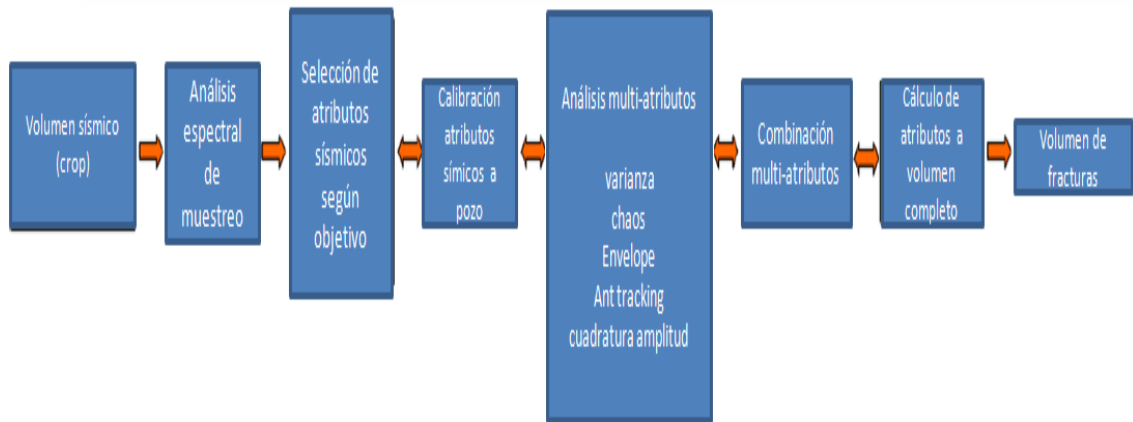 Volumen sísmico
(crop)
Análisis
espectral
de
muestreo
Selección de
atributos
sísmicos
según
objetivo
Calibración
atributos
símicos a
pozo
Análisis multi-atributos
varianza
chaos
Envelope
Ant tracking
cuadratura amplitud
Combinación
multi-atributos
Cálculo de
atributos a
volumen
completo
Volumen de
fracturas